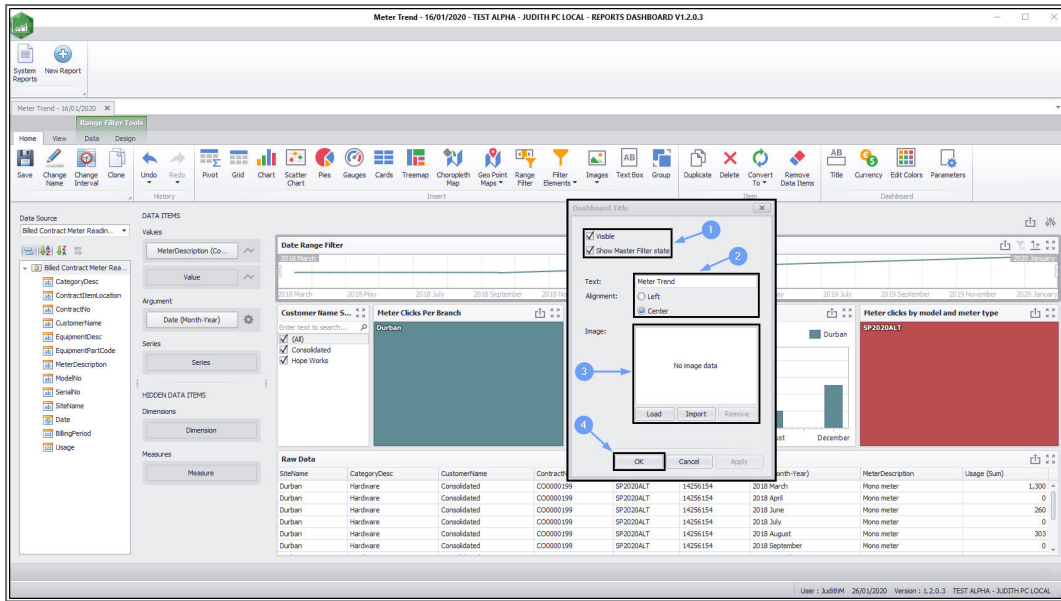 Meter Trend - 16/01/2020 - TEST ALPHA - JUDITH PC LOCAL - REPORTS DASHBOARD V1.2.0.3
System Reports
New Report
Meter Trend - 16/01/2020
Range Filter Tools
Home View Data Design
Save
Change Name
Change Interval
Clone
Undo
Redo
Pivot
Grid
Chart
Scatter Chart
Pies
Gauges
Cards
Treemap
Choropleth Map
Geo Point Maps
Range Filter
Filter Elements
Images
AB
Text Box
Group
Duplicate
Delete
Convert To
Remove Data Items
AB
Title
Currency
Edit Colors
Parameters
History Insert Item Dashboard
Data Source
Billed Contract Meter Readin...
Billed Contract Meter Rea...
CategoryDesc
ContractItemLocation
ContractNo
CustomerName
EquipmentDesc
EquipmentPartCode
MeterDescription
ModelNo
SerialNo
SiteName
Date
BillingPeriod
Usage
DATA ITEMS
Values
MeterDescription (Co...
Value
Argument
Date (Month-Year)
Series
Series
HIDDEN DATA ITEMS
Dimensions
Dimension
Measures
Measure
Date Range Filter
2018 March 2020 January
2018 March 2018 May 2018 July 2018 September 2018 No ay 2019 July 2019 September 2019 November 2020 January
Customer Name S...
Enter text to search...
(All)
Consolidated
Hope Works
Meter Clicks Per Branch
Durban
Durban
ust December
Meter clicks by model and meter type
SP2020ALT
Dashboard Title
Visible
Show Master Filter state
1
2
Text: Meter Trend
Alignment: Left
Center
Image:
No image data
3
Load Import Remove
4
OK Cancel Apply
Raw Data
SiteName CategoryDesc CustomerName ContractN onth-Year) MeterDescription Usage (Sum)
Durban Hardware Consolidated CO0000199 SP2020ALT 14256154 2018 March Mono meter 1,300
Durban Hardware Consolidated CO0000199 SP2020ALT 14256154 2018 April Mono meter 0
Durban Hardware Consolidated CO0000199 SP2020ALT 14256154 2018 June Mono meter 260
Durban Hardware Consolidated CO0000199 SP2020ALT 14256154 2018 July Mono meter 0
Durban Hardware Consolidated CO0000199 SP2020ALT 14256154 2018 August Mono meter 303
Durban Hardware Consolidated CO0000199 SP2020ALT 14256154 2018 September Mono meter 0
User : JudithM 26/01/2020 Version : 1.2.0.3 TEST ALPHA - JUDITH PC LOCAL